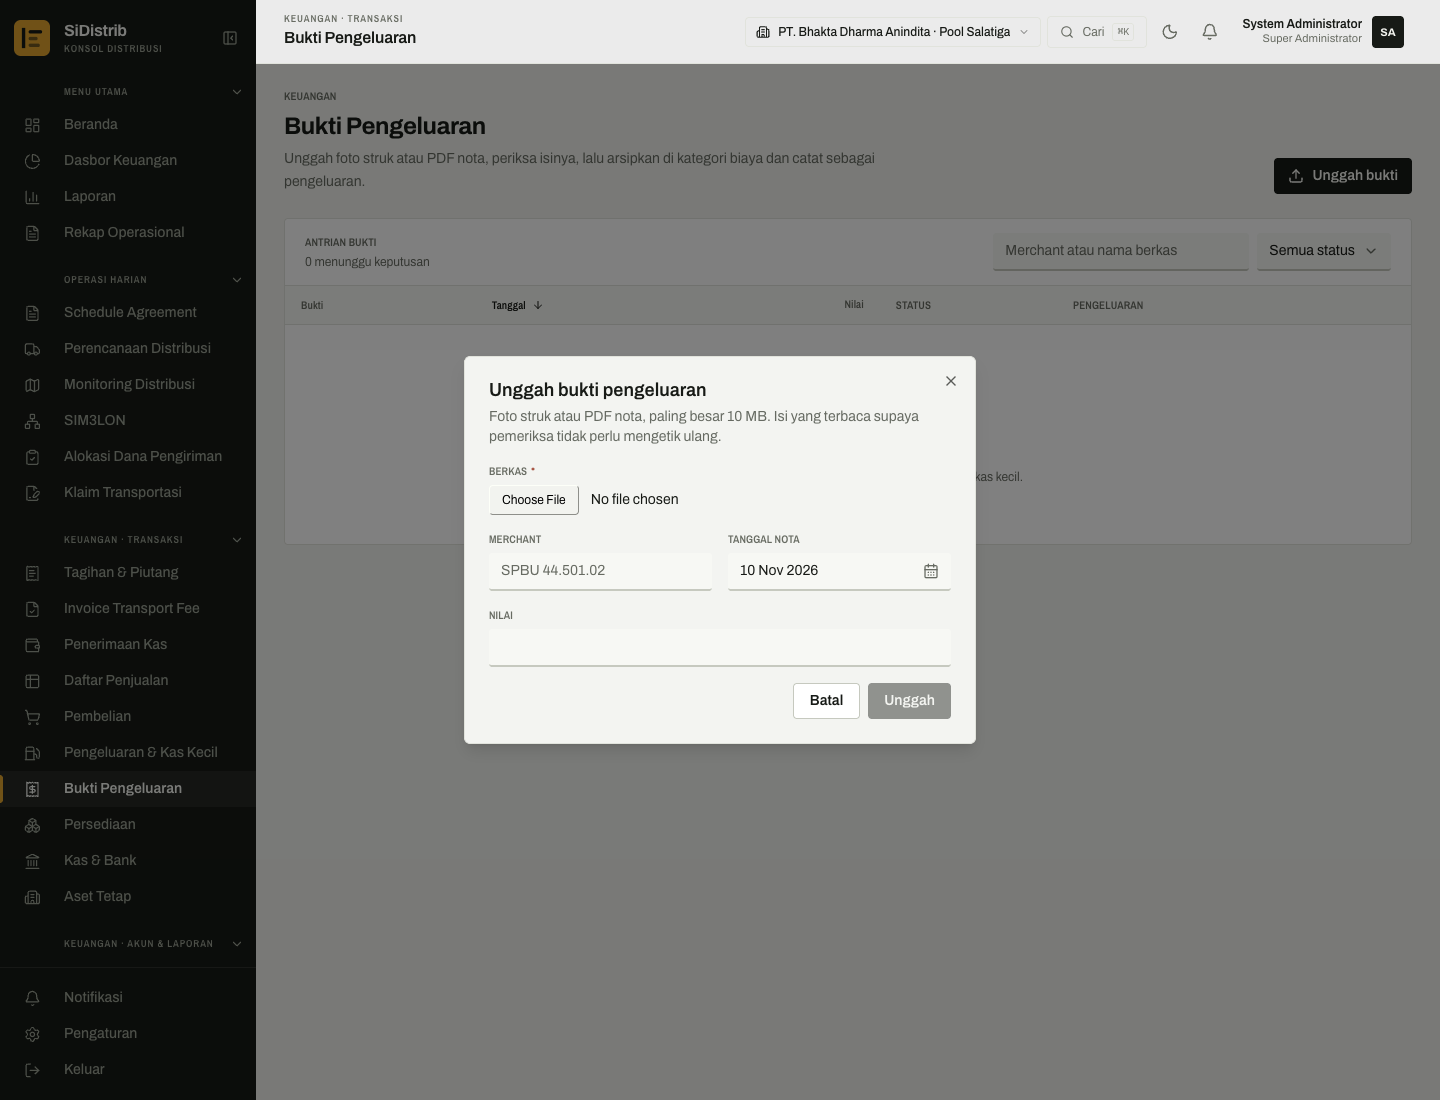 SiDistrib
KONSOL DISTRIBUSI
MENU UTAMA
Beranda
Dasbor Keuangan
Laporan
Rekap Operasional
OPERASI HARIAN
Schedule Agreement
Perencanaan Distribusi
Monitoring Distribusi
SIM3LON
Alokasi Dana Pengiriman
Klaim Transportasi
KEUANGAN · TRANSAKSI
Tagihan & Piutang
Invoice Transport Fee
Penerimaan Kas
Daftar Penjualan
Pembelian
Pengeluaran & Kas Kecil
Bukti Pengeluaran
Persediaan
Kas & Bank
Aset Tetap
KEUANGAN · AKUN & LAPORAN
Notifikasi
Pengaturan
Keluar
KEUANGAN · TRANSAKSI
Bukti Pengeluaran
PT. Bhakta Dharma Anindita · Pool Salatiga
Cari ⌘K
System Administrator
Super Administrator
SA
KEUANGAN
Bukti Pengeluaran
Unggah foto struk atau PDF nota, periksa isinya, lalu arsipkan di kategori biaya dan catat sebagai
pengeluaran.
Unggah bukti
ANTRIAN BUKTI
0 menunggu keputusan
Merchant atau nama berkas
Semua status
Bukti Tanggal Nilai STATUS PENGELUARAN
kas kecil.
Unggah bukti pengeluaran
Foto struk atau PDF nota, paling besar 10 MB. Isi yang terbaca supaya
pemeriksa tidak perlu mengetik ulang.
BERKAS *
Choose File No file chosen
MERCHANT TANGGAL NOTA
SPBU 44.501.02 10 Nov 2026
NILAI
Batal Unggah